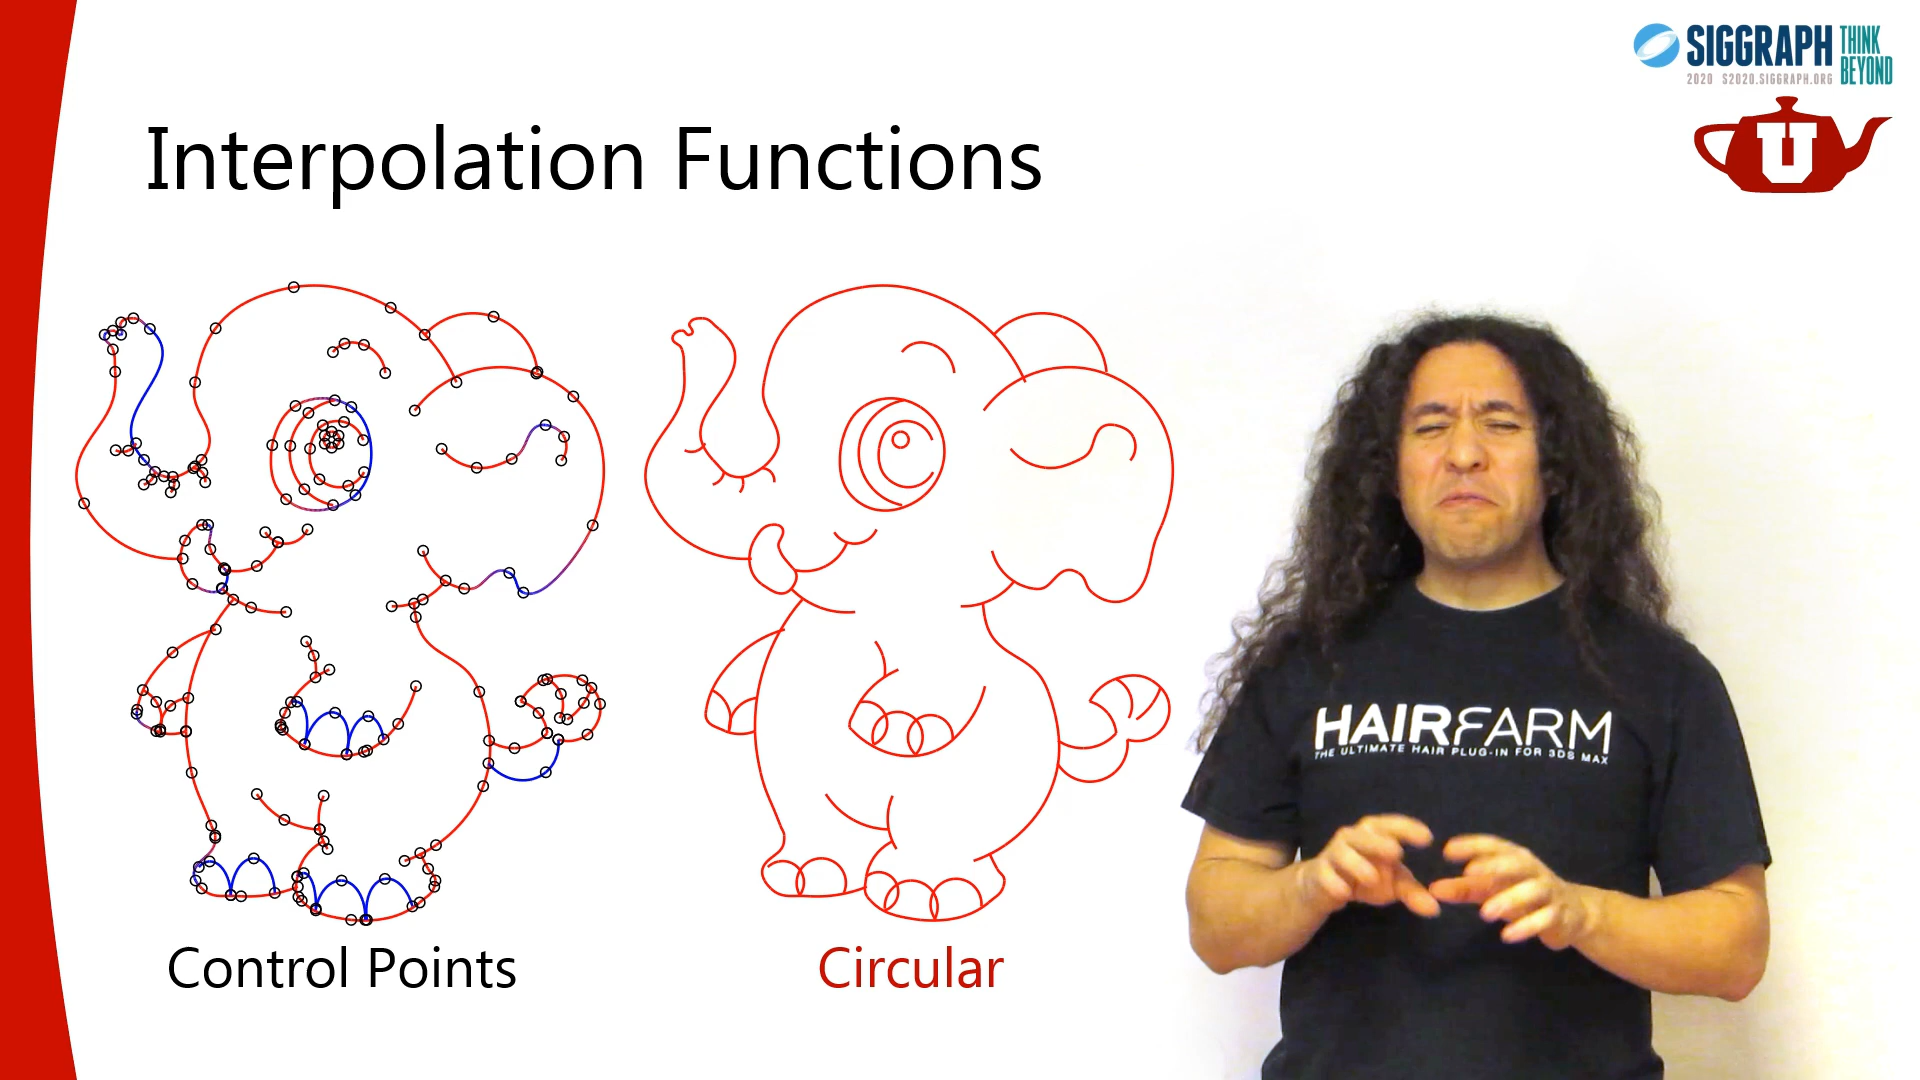 SIGGRAPH THINK BEYOND
2020 S2020.SIGGRAPH.ORG
U
Interpolation Functions
HAIRFARM
THE ULTIMATE HAIR PLUG-IN FOR 3DS MAX
Control Points
Circular